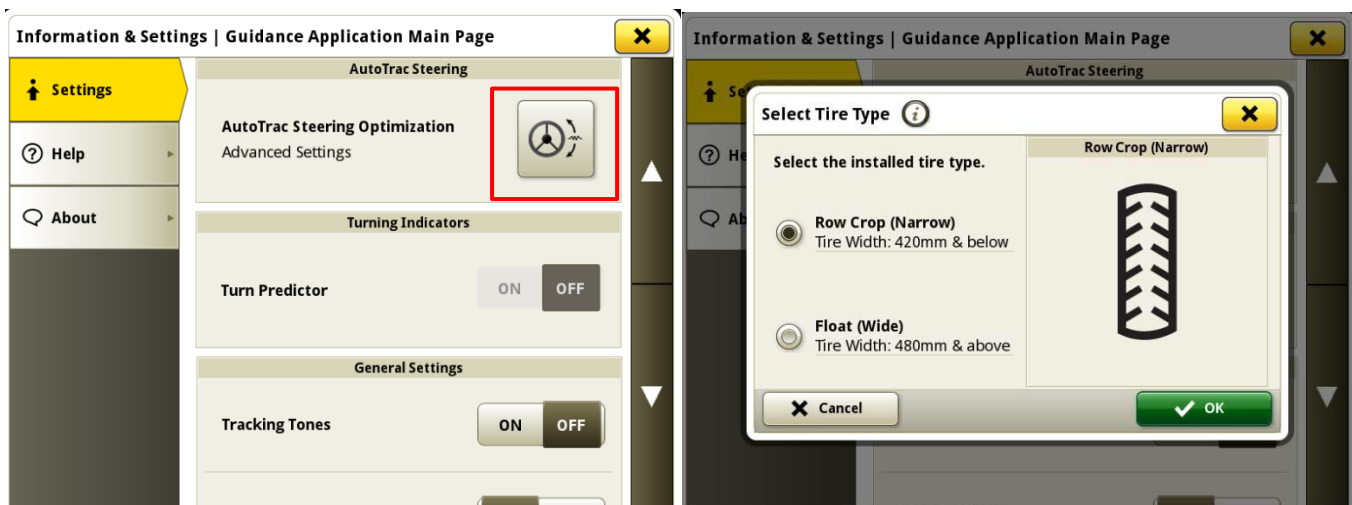 Information & Settings | Guidance Application Main Page
Settings
Help
About
AutoTrac Steering
AutoTrac Steering Optimization
Advanced Settings
Turning Indicators
Turn Predictor
ON OFF
General Settings
Tracking Tones
ON OFF
Information & Settings | Guidance Application Main Page
AutoTrac Steering
Se
He
Ab
Select Tire Type
Select the installed tire type.
Row Crop (Narrow)
Tire Width: 420mm & below
Float (Wide)
Tire Width: 480mm & above
Row Crop (Narrow)
Cancel
OK